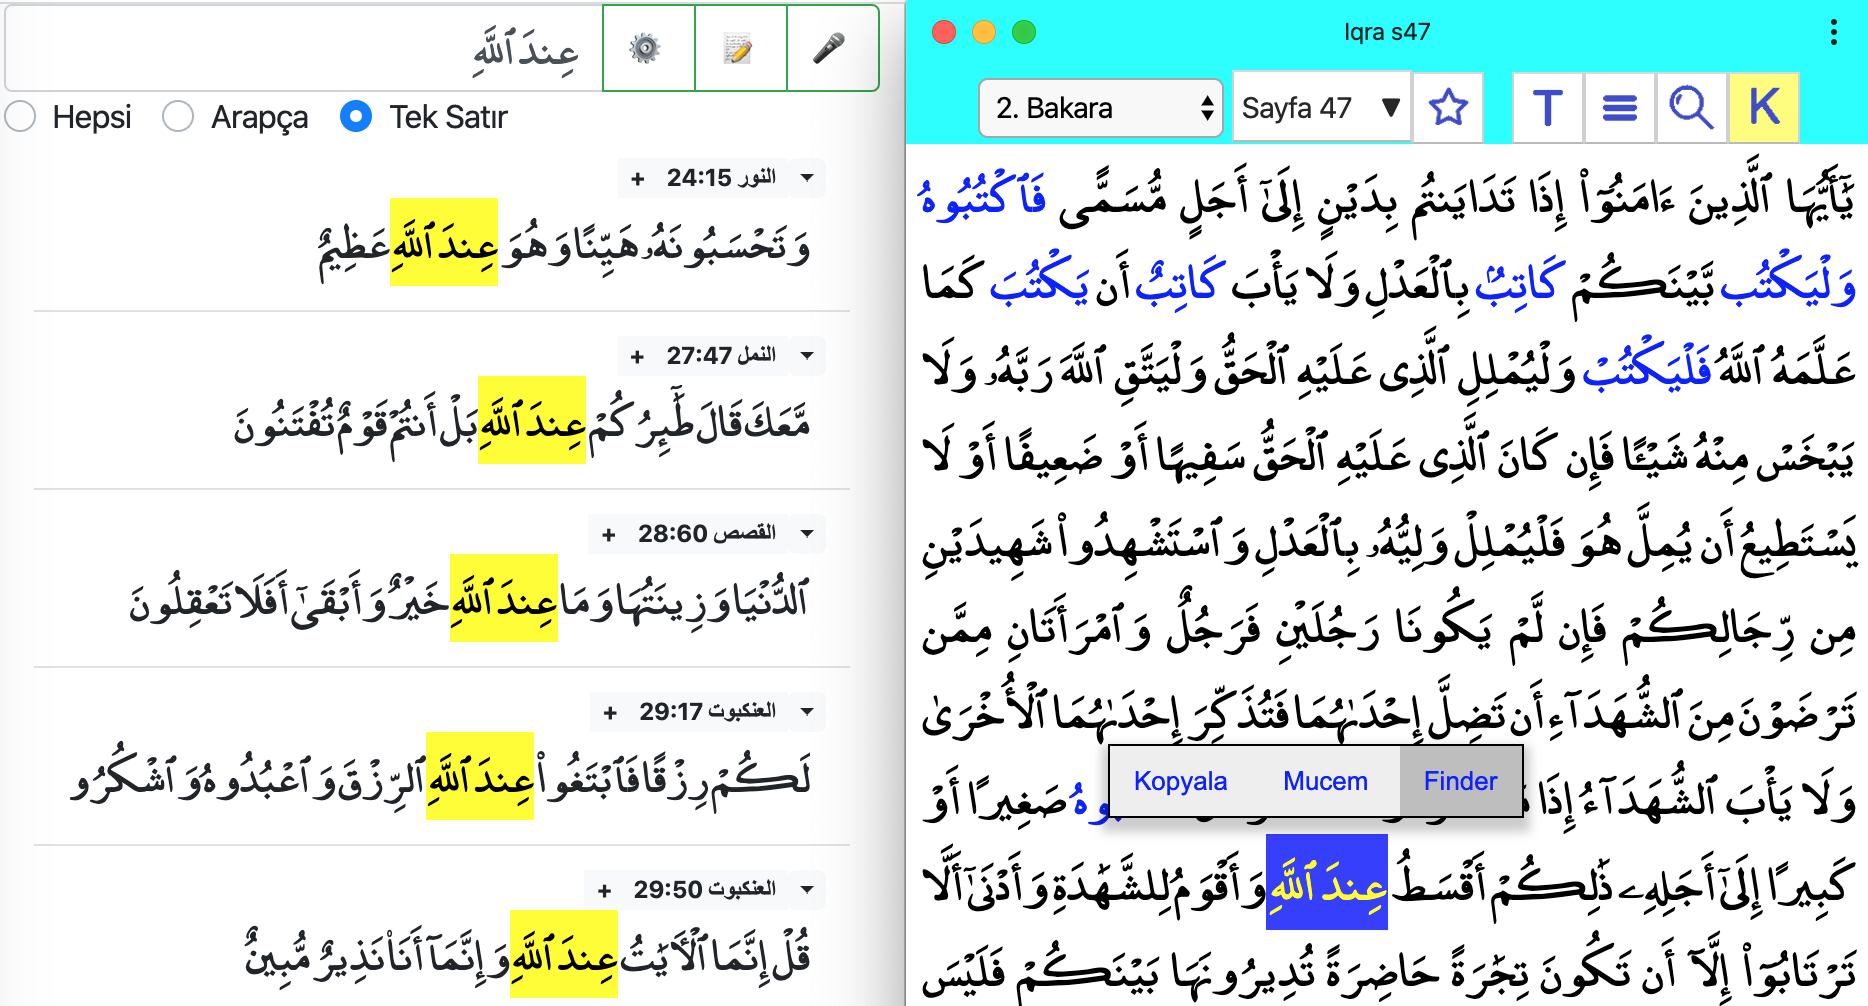 عِندَ ٱللَّهِ
Hepsi Arapça Tek Satır
النور 24:15 +
وَتَحْسَبُونَهُۥ هَيِّنًا وَهُوَ عِندَ ٱللَّهِ عَظِيمٌ
النمل 27:47 +
مَّعَكَ قَالَ طَٰٓئِرُكُمْ عِندَ ٱللَّهِ بَلْ أَنتُمْ قَوْمٌ تُفْتَنُونَ
القصص 28:60 +
ٱلدُّنْيَا وَزِينَتُهَا وَمَا عِندَ ٱللَّهِ خَيْرٌ وَأَبْقَىٰٓ أَفَلَا تَعْقِلُونَ
العنكبوت 29:17 +
لَكُمْ رِزْقًا فَٱبْتَغُوا۟ عِندَ ٱللَّهِ ٱلرِّزْقَ وَٱعْبُدُوهُ وَٱشْكُرُو
العنكبوت 29:50 +
قُلْ إِنَّمَا ٱلْـَٔايَٰتُ عِندَ ٱللَّهِ وَإِنَّمَآ أَنَا۠ نَذِيرٌ مُّبِينٌ
Iqra s47
2. Bakara Sayfa 47 T K
يَٰٓأَيُّهَا ٱلَّذِينَ ءَامَنُوٓا۟ إِذَا تَدَايَنتُم بِدَيْنٍ إِلَىٰٓ أَجَلٍ مُّسَمًّى فَٱكْتُبُوهُ
وَلْيَكْتُب بَّيْنَكُمْ كَاتِبٌۢ بِٱلْعَدْلِ وَلَا يَأْبَ كَاتِبٌ أَن يَكْتُبَ كَمَا
عَلَّمَهُ ٱللَّهُ فَلْيَكْتُبْ وَلْيُمْلِلِ ٱلَّذِى عَلَيْهِ ٱلْحَقُّ وَلْيَتَّقِ ٱللَّهَ رَبَّهُۥ وَلَا
يَبْخَسْ مِنْهُ شَيْـًٔا فَإِن كَانَ ٱلَّذِى عَلَيْهِ ٱلْحَقُّ سَفِيهًا أَوْ ضَعِيفًا أَوْ لَا
يَسْتَطِيعُ أَن يُمِلَّ هُوَ فَلْيُمْلِلْ وَلِيُّهُۥ بِٱلْعَدْلِ وَٱسْتَشْهِدُوا۟ شَهِيدَيْنِ
مِن رِّجَالِكُمْ فَإِن لَّمْ يَكُونَا رَجُلَيْنِ فَرَجُلٌ وَٱمْرَأَتَانِ مِمَّن
تَرْضَوْنَ مِنَ ٱلشُّهَدَآءِ أَن تَضِلَّ إِحْدَىٰهُمَا فَتُذَكِّرَ إِحْدَىٰهُمَا ٱلْأُخْرَىٰ
Kopyala Mucem Finder
وَلَا يَأْبَ ٱلشُّهَدَآءُ إِذَا صَغِيرًا أَوْ
كَبِيرًا إِلَىٰٓ أَجَلِهِۦ ذَٰلِكُمْ أَقْسَطُ عِندَ ٱللَّهِ وَأَقْوَمُ لِلشَّهَٰدَةِ وَأَدْنَىٰٓ أَلَّا
تَرْتَابُوٓا۟ إِلَّآ أَن تَكُونَ تِجَٰرَةً حَاضِرَةً تُدِيرُونَهَا بَيْنَكُمْ فَلَيْسَ